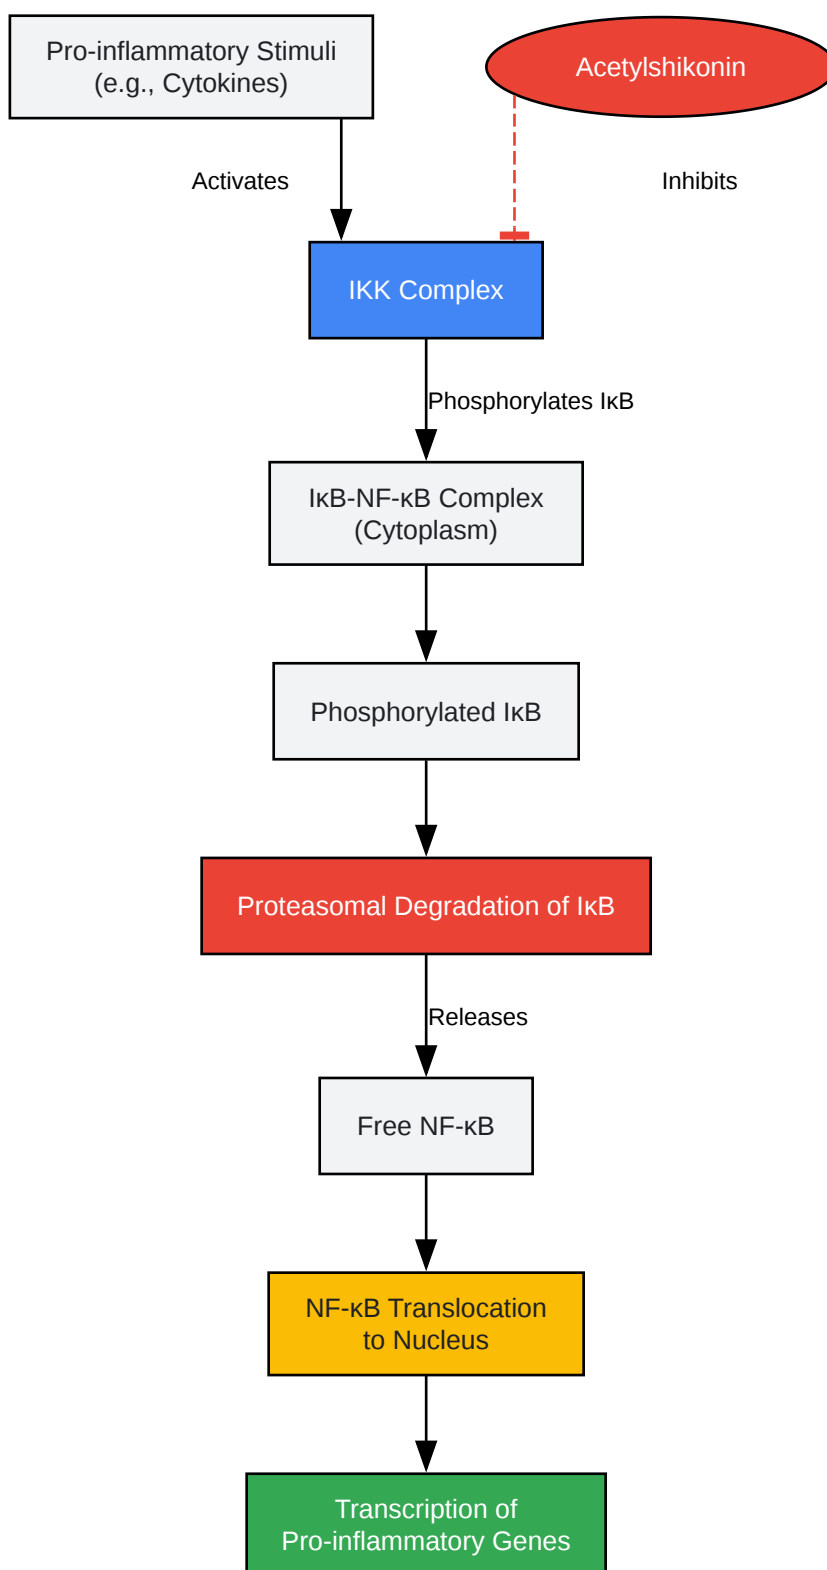 Pro-inflammatory Stimuli
(e.g., Cytokines)
Acetylshikonin
Activates
Inhibits
IKK Complex
Phosphorylates IκB
IκB-NF-κB Complex
(Cytoplasm)
Phosphorylated IκB
Proteasomal Degradation of IκB
Releases
Free NF-κB
NF-κB Translocation
to Nucleus
Transcription of
Pro-inflammatory Genes